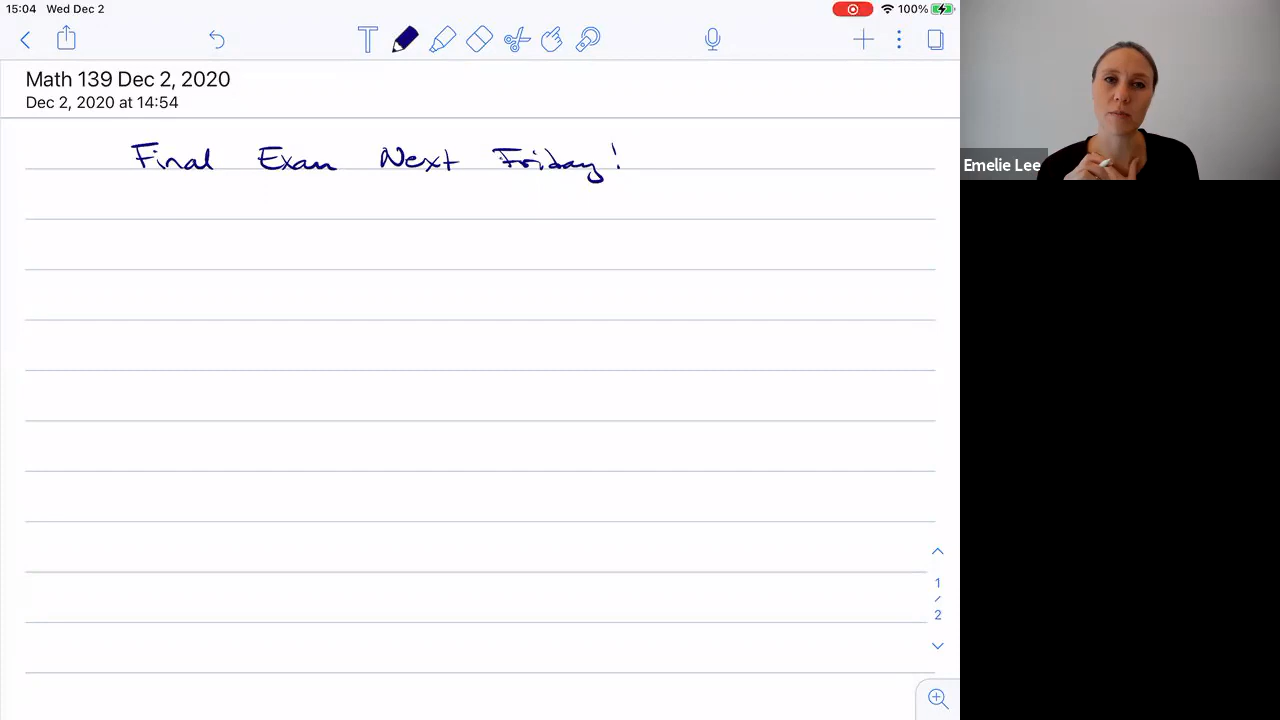 15:04 Wed Dec 2
100%
T
Math 139 Dec 2, 2020
Dec 2, 2020 at 14:54
Final Exam Next Friday!
Emelie Lee
1
/
2